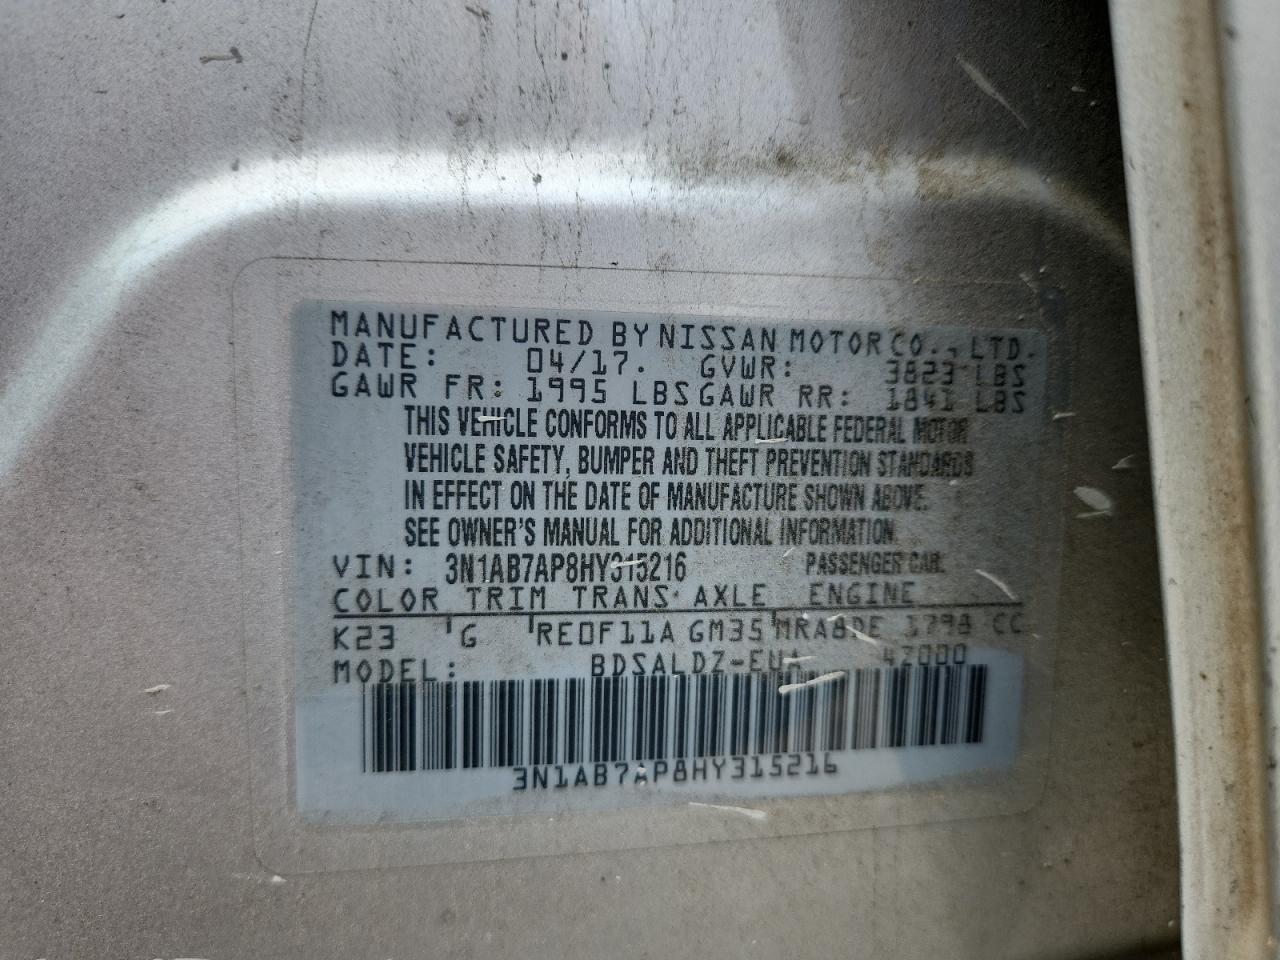 MANUFACTURED BY NISSAN MOTOR CO., LTD.
DATE: 04/17. GVWR: 3823 LBS
GAWR FR: 1995 LBS GAWR RR: 1841 LBS
THIS VEHICLE CONFORMS TO ALL APPLICABLE FEDERAL MOTOR
VEHICLE SAFETY, BUMPER AND THEFT PREVENTION STANDARDS
IN EFFECT ON THE DATE OF MANUFACTURE SHOWN ABOVE.
SEE OWNER'S MANUAL FOR ADDITIONAL INFORMATION.
VIN: 3N1AB7AP8HY315216 PASSENGER CAR.
COLOR TRIM TRANS AXLE ENGINE
K23 G RE0F11A GM35 MRA8DE 1798 CC
MODEL: BDSALDZ-EUA 42000
3N1AB7AP8HY315216